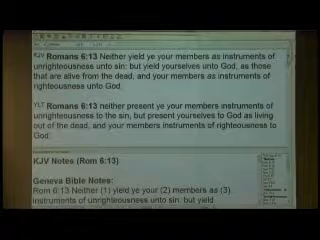 KJV Romans 6:13 Neither yield ye your members as instruments of
unrighteousness unto sin: but yield yourselves unto God, as those
that are alive from the dead, and your members as instruments of
righteousness unto God.
YLT Romans 6:13 neither present ye your members instruments of
unrighteousness to the sin, but present yourselves to God as living
out of the dead, and your members instruments of righteousness to
God.
KJV Notes (Rom 6:13)
Geneva Bible Notes:
Rom 6:13 Neither (1) yield ye your (2) members as (3)
instruments of unrighteousness unto sin: but yield